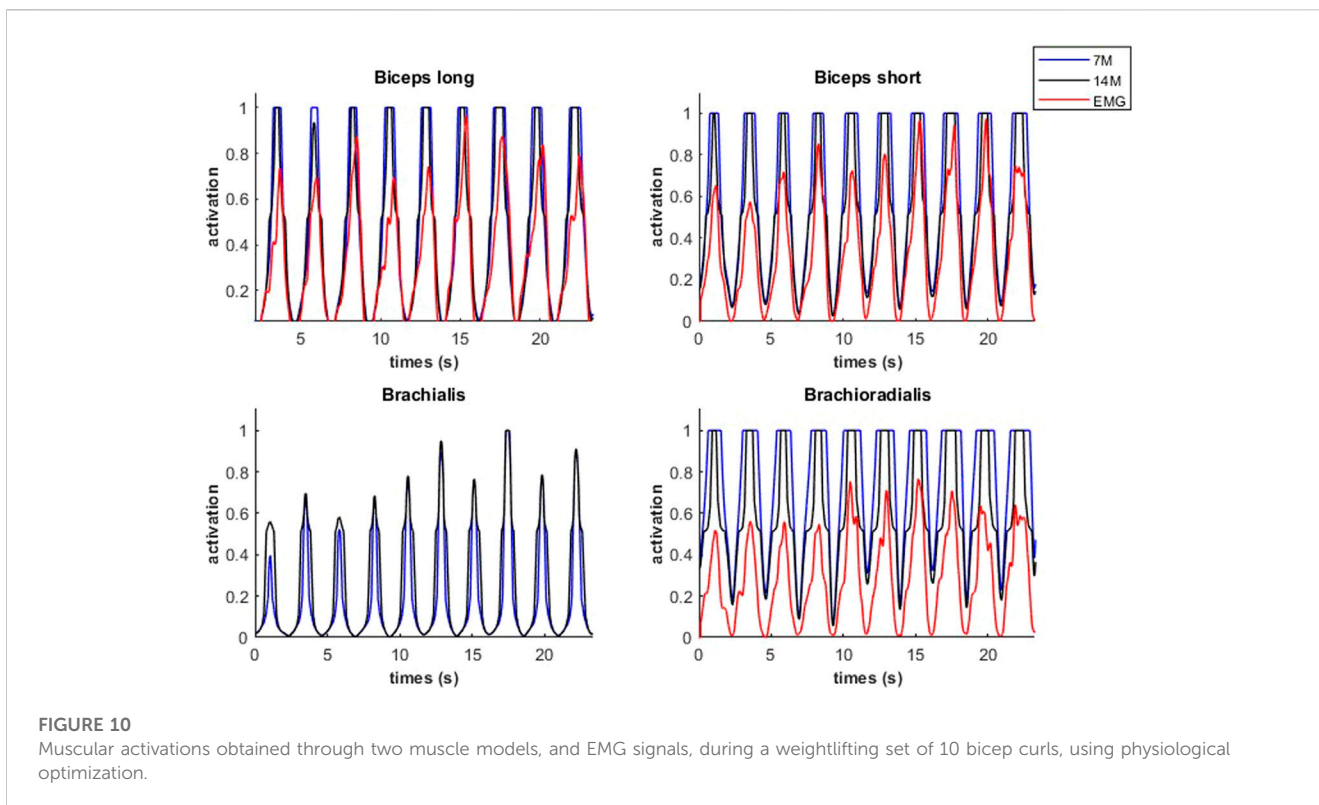 7M
14M
EMG
Biceps long
1
0.8
0.6
0.4
0.2
activation
5
10
15
20
times (s)
Biceps short
1
0.8
0.6
0.4
0.2
0
activation
0
5
10
15
20
times (s)
Brachialis
1
0.8
0.6
0.4
0.2
0
activation
0
5
10
15
20
times (s)
Brachioradialis
1
0.8
0.6
0.4
0.2
0
activation
0
5
10
15
20
times (s)
FIGURE 10
Muscular activations obtained through two muscle models, and EMG signals, during a weightlifting set of 10 bicep curls, using physiological
optimization.